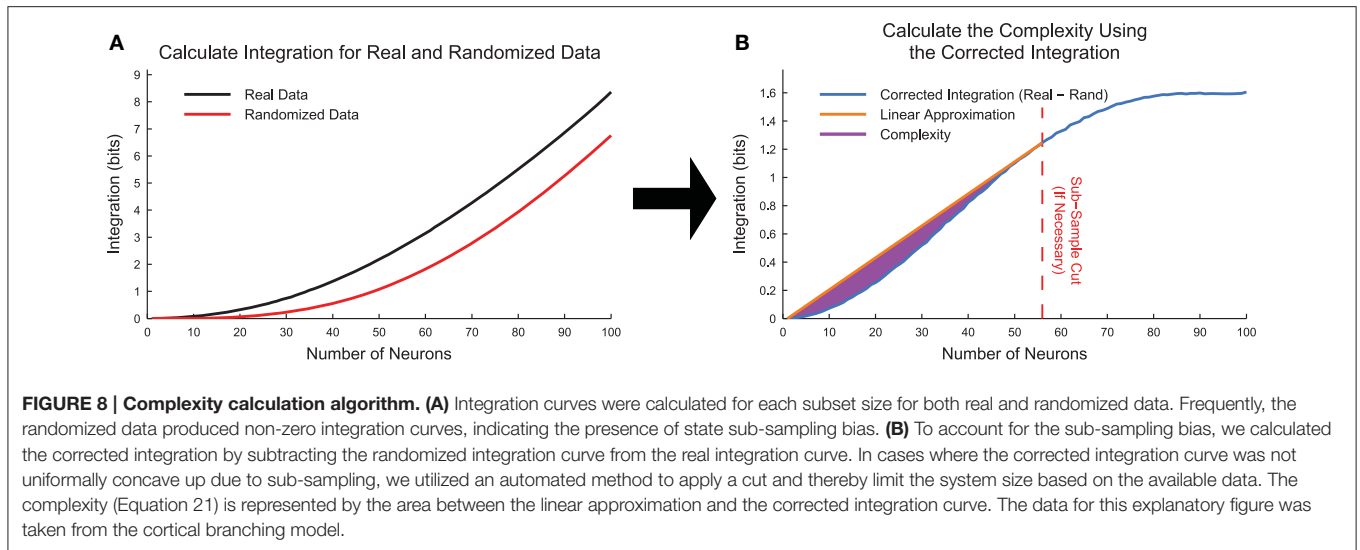 A
Calculate Integration for Real and Randomized Data
9
8
7
6
5
4
3
2
1
0
Integration (bits)
Real Data
Randomized Data
0
10
20
30
40
50
60
70
80
90
100
Number of Neurons
B
Calculate the Complexity Using
the Corrected Integration
1.6
1.4
1.2
1
0.8
0.6
0.4
0.2
0
Integration (bits)
Corrected Integration (Real – Rand)
Linear Approximation
Complexity
Sub–Sample Cut
(If Necessary)
0
10
20
30
40
50
60
70
80
90
100
Number of Neurons
FIGURE 8 | Complexity calculation algorithm. (A) Integration curves were calculated for each subset size for both real and randomized data. Frequently, the
randomized data produced non-zero integration curves, indicating the presence of state sub-sampling bias. (B) To account for the sub-sampling bias, we calculated
the corrected integration by subtracting the randomized integration curve from the real integration curve. In cases where the corrected integration curve was not
uniformally concave up due to sub-sampling, we utilized an automated method to apply a cut and thereby limit the system size based on the available data. The
complexity (Equation 21) is represented by the area between the linear approximation and the corrected integration curve. The data for this explanatory figure was
taken from the cortical branching model.